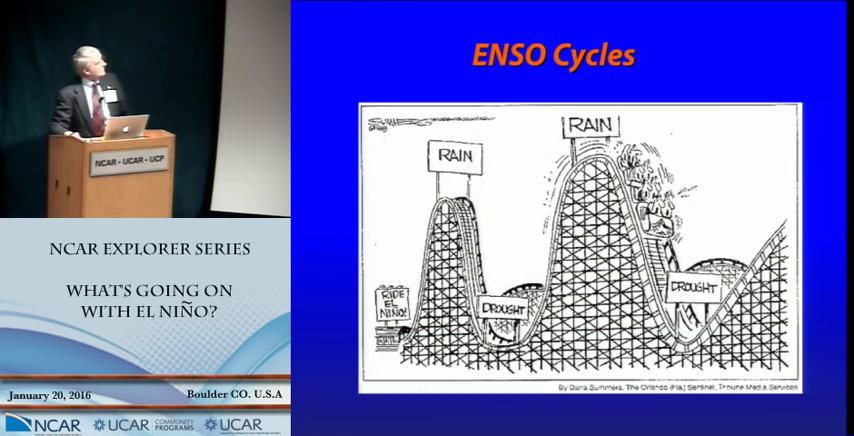 ENSO Cycles
SUMMERS
RAIN
RAIN
RIDE
EL
NIÑO!
DROUGHT
DROUGHT
By Dana Summers, The Orlando (Fla.) Sentinel, Tribune Media Services
NCAR - UCAR - UCP
NCAR EXPLORER SERIES
WHAT'S GOING ON
WITH EL NIÑO?
January 20, 2016
Boulder CO. U.S.A
NCAR
UCAR
COMMUNITY
PROGRAMS
UCAR